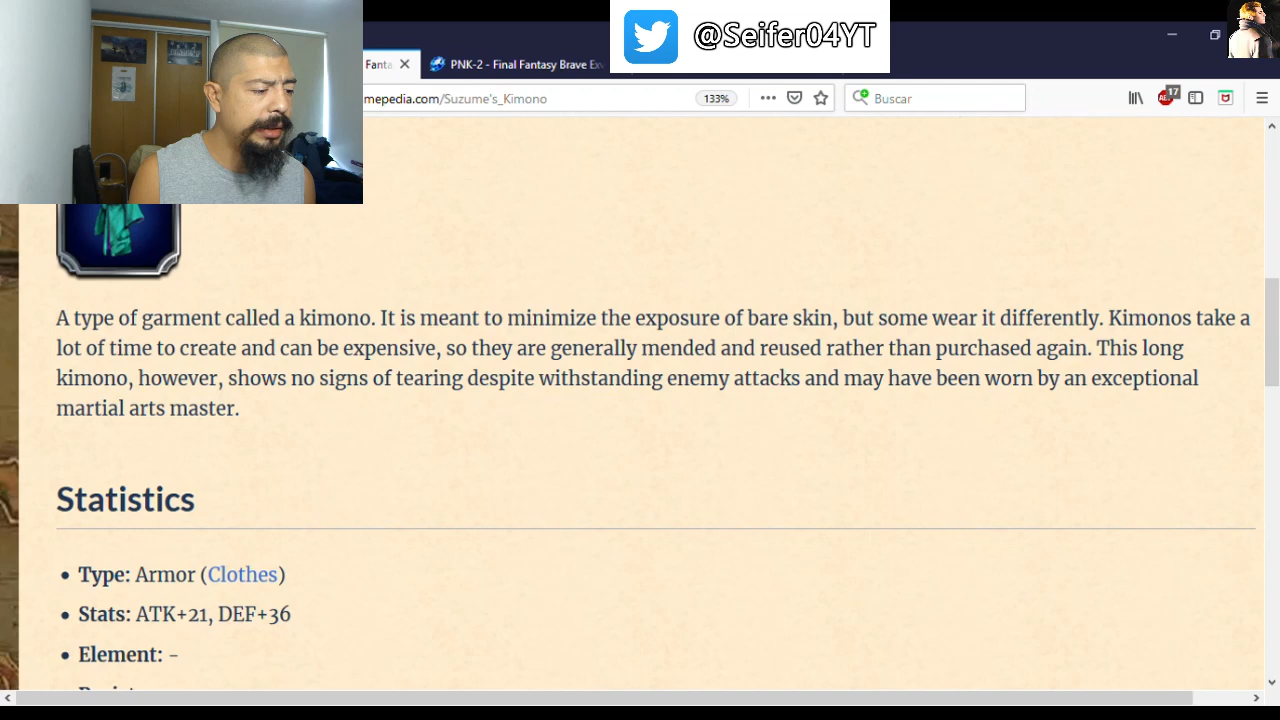 @Seifer04YT
Fanta
PNK-2 - Final Fantasy Brave Ex
mepedia.com/Suzume's_Kimono
133%
Buscar
17
A type of garment called a kimono. It is meant to minimize the exposure of bare skin, but some wear it differently. Kimonos take a
lot of time to create and can be expensive, so they are generally mended and reused rather than purchased again. This long
kimono, however, shows no signs of tearing despite withstanding enemy attacks and may have been worn by an exceptional
martial arts master.
Statistics
• Type: Armor (Clothes)
• Stats: ATK+21, DEF+36
• Element: -